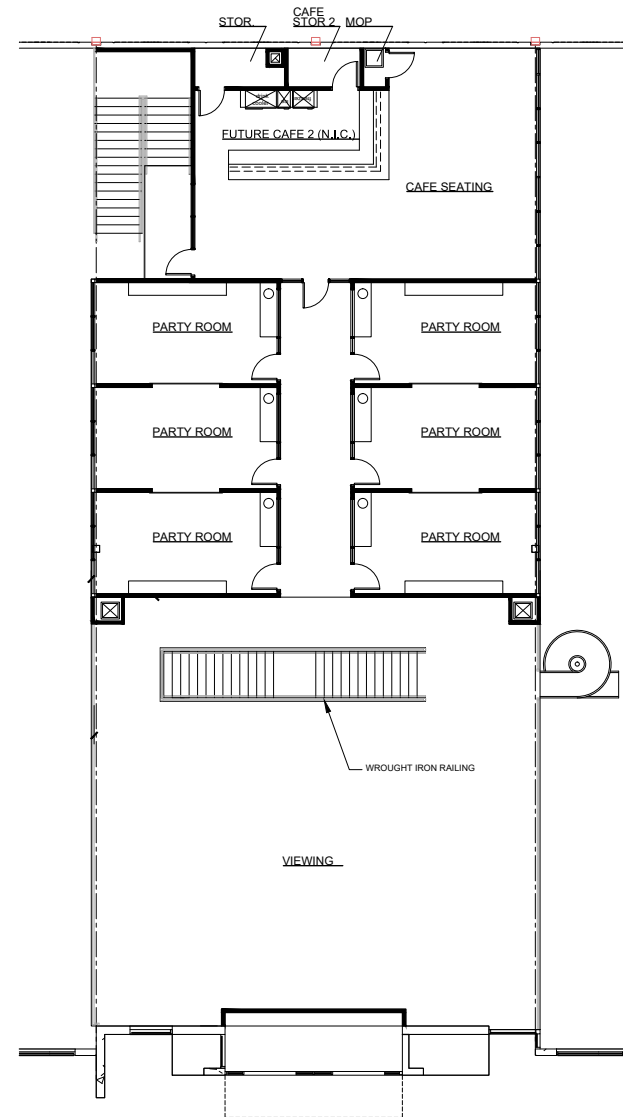 CAFE
STOR.
STOR 2
MOP
FUTURE CAFE 2 (N.I.C.)
CAFE SEATING
PARTY ROOM
PARTY ROOM
PARTY ROOM
PARTY ROOM
PARTY ROOM
PARTY ROOM
WROUGHT IRON RAILING
VIEWING